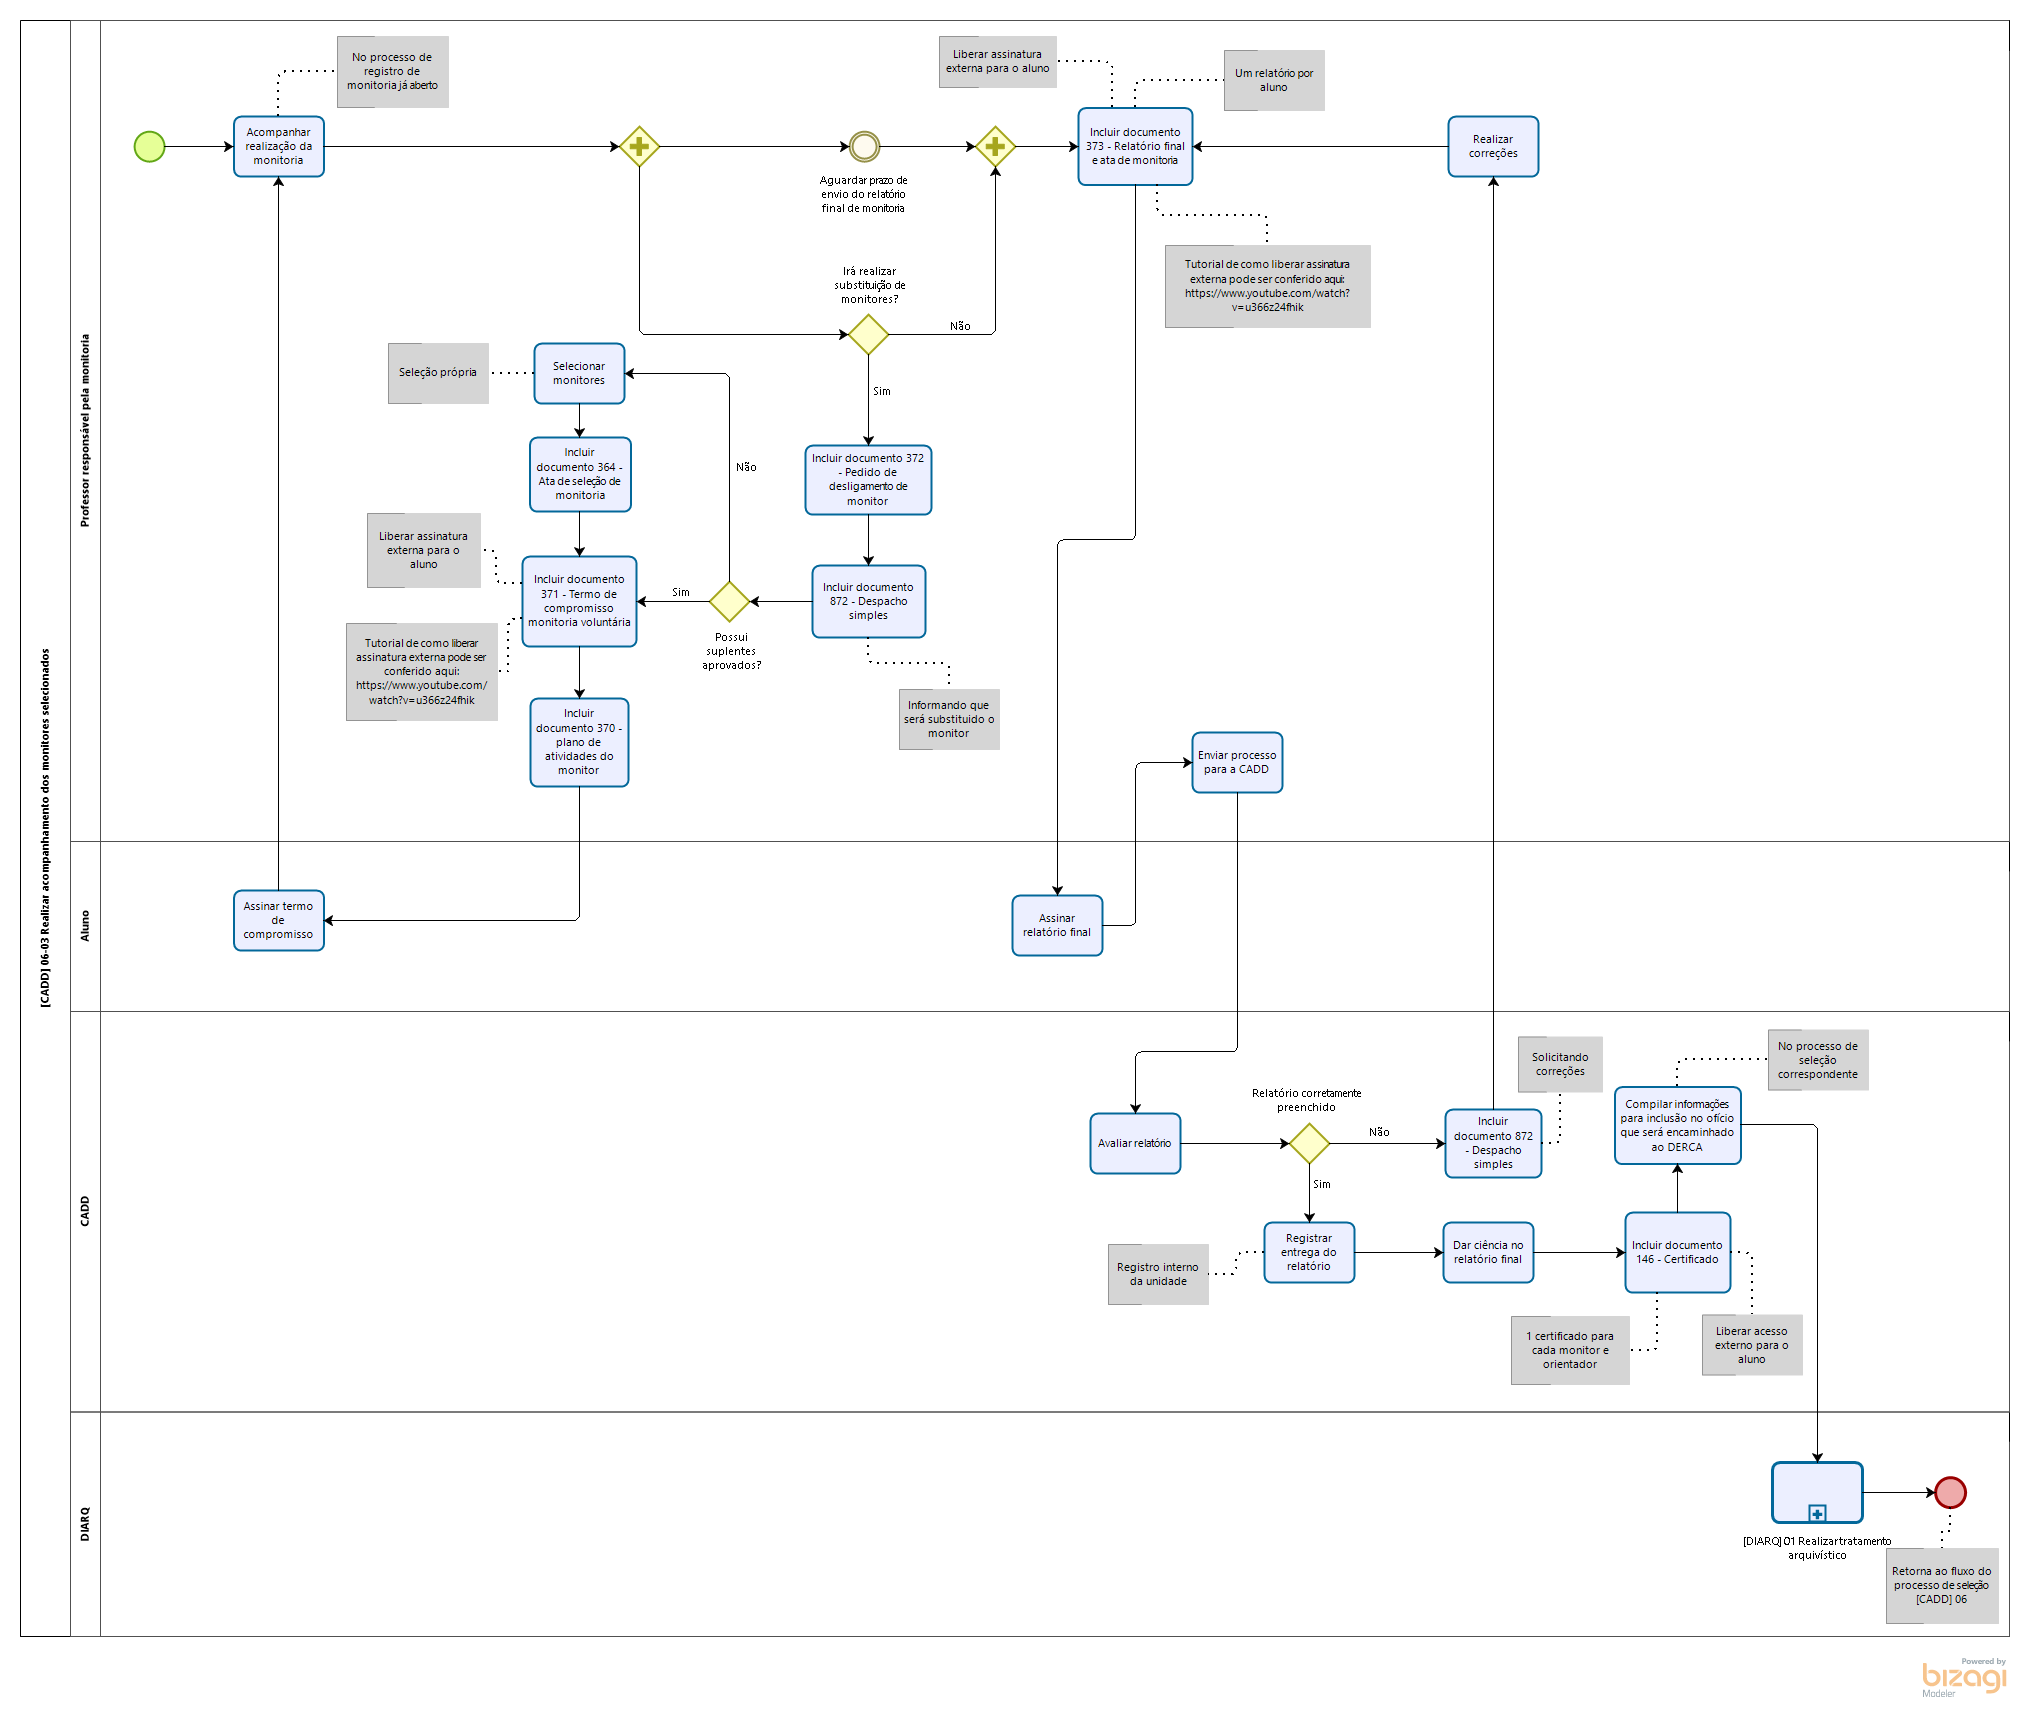 [CADD] 06-03 Realizar acompanhamento dos monitores selecionados
Professor responsável pela monitoria
No processo de
registro de
monitoria já aberto
Acompanhar
realização da
monitoria
Aguardar prazo de
envio do relatório
final de monitoria
Liberar assinatura
externa para o aluno
Um relatório por
aluno
Incluir documento
373 - Relatório final
e ata de monitoria
Realizar
correções
Tutorial de como liberar assinatura
externa pode ser conferido aqui:
https://www.youtube.com/watch?
v=u366z24fhik
Irá realizar
substituição de
monitores?
Não
Sim
Seleção própria
Selecionar
monitores
Incluir
documento 364 -
Ata de seleção de
monitoria
Não
Incluir documento 372
- Pedido de
desligamento de
monitor
Liberar assinatura
externa para o
aluno
Incluir documento
371 - Termo de
compromisso
monitoria voluntária
Sim
Possui
suplentes
aprovados?
Incluir documento
872 - Despacho
simples
Tutorial de como liberar
assinatura externa pode ser
conferido aqui:
https://www.youtube.com/
watch?v=u366z24fhik
Informando que
será substituido o
monitor
Incluir
documento 370 -
plano de
atividades do
monitor
Enviar processo
para a CADD
Aluno
Assinar termo
de
compromisso
Assinar
relatório final
CADD
Avaliar relatório
Relatório corretamente
preenchido
Não
Sim
Solicitando
correções
Incluir
documento 872
- Despacho
simples
No processo de
seleção
correspondente
Compilar informações
para inclusão no ofício
que será encaminhado
ao DERCA
Registro interno
da unidade
Registrar
entrega do
relatório
Dar ciência no
relatório final
Incluir documento
146 - Certificado
1 certificado para
cada monitor e
orientador
Liberar acesso
externo para o
aluno
DIARQ
[DIARQ] 01 Realizar tratamento
arquivístico
Retorna ao fluxo do
processo de seleção
[CADD] 06
Powered by
bizagi
Modeler